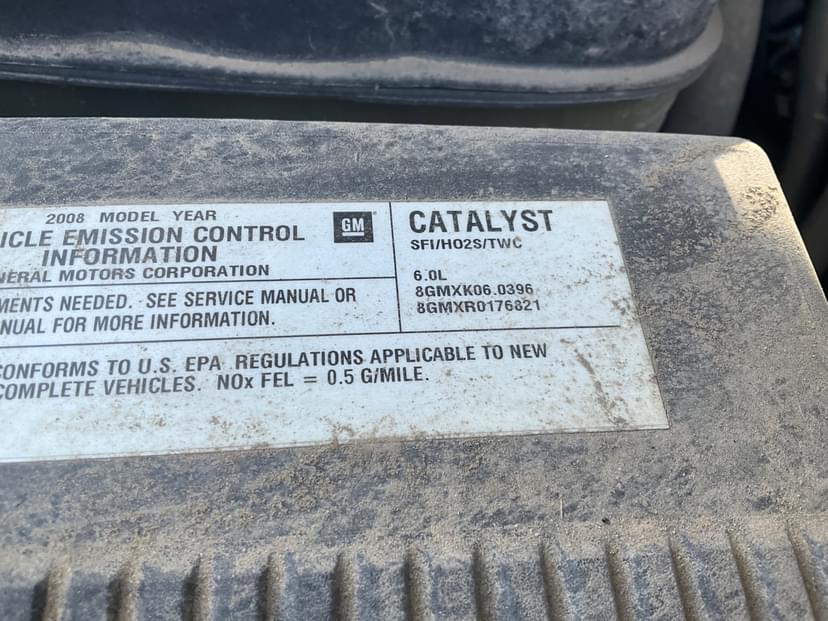 2008 MODEL YEAR
ICLE EMISSION CONTROL
INFORMATION
NERAL MOTORS CORPORATION
GM
CATALYST
SFI/HO2S/TWC
6.0L
8GMXK06.0396
8GMXR0176821
MENTS NEEDED. SEE SERVICE MANUAL OR
NUAL FOR MORE INFORMATION.
CONFORMS TO U.S. EPA REGULATIONS APPLICABLE TO NEW
COMPLETE VEHICLES. NOx FEL = 0.5 G/MILE.